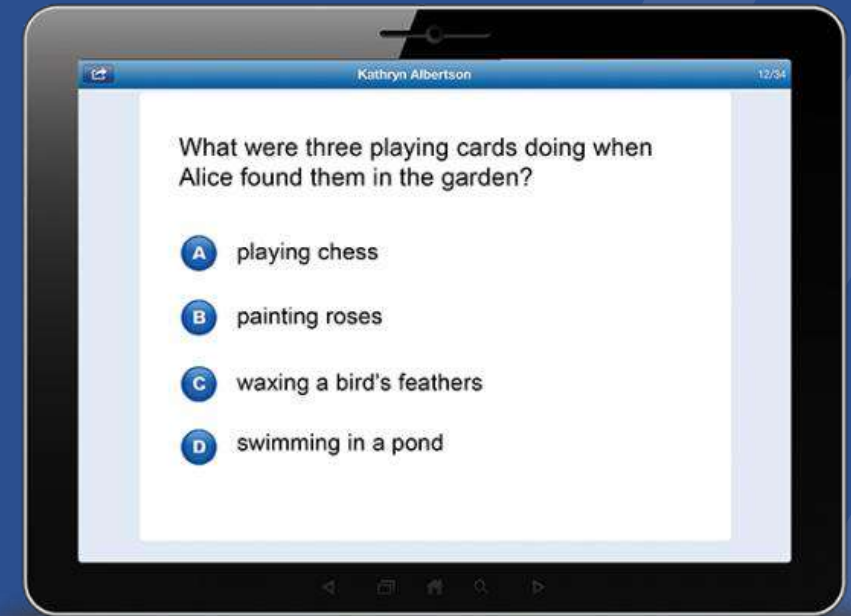 Kathryn Albertson
12/34
What were three playing cards doing when
Alice found them in the garden?
A playing chess
B painting roses
C waxing a bird's feathers
D swimming in a pond